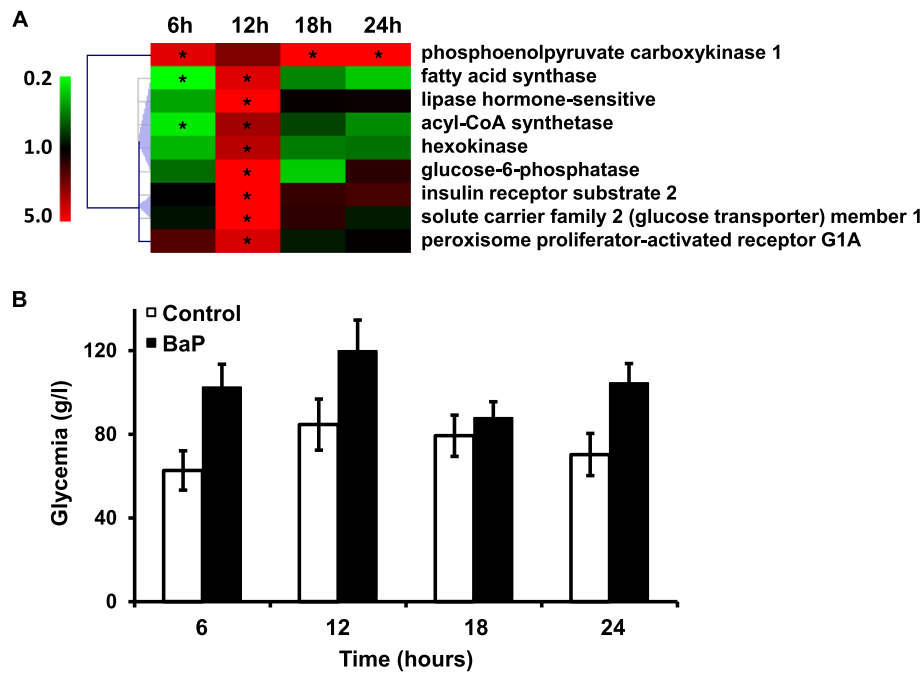 A
6h 12h 18h 24h
0.2
1.0
5.0
* * *
phosphoenolpyruvate carboxykinase 1
* *
fatty acid synthase
*
lipase hormone-sensitive
* *
acyl-CoA synthetase
*
hexokinase
*
glucose-6-phosphatase
*
insulin receptor substrate 2
*
solute carrier family 2 (glucose transporter) member 1
*
peroxisome proliferator-activated receptor G1A
B
Control
BaP
Glycemia (g/l)
120
80
40
0
6 12 18 24
Time (hours)